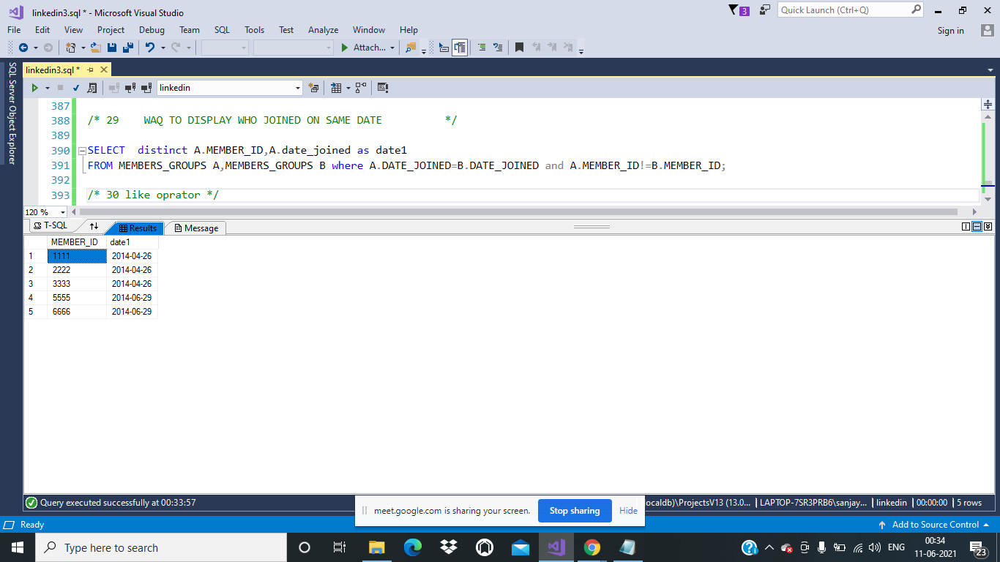 linkedin3.sql * - Microsoft Visual Studio
3
Quick Launch (Ctrl+Q)
File Edit View Project Debug Team SQL Tools Test Analyze Window Help
Sign in
Attach...
SQL Server Object Explorer
linkedin3.sql *
linkedin
387
388 /* 29 WAQ TO DISPLAY WHO JOINED ON SAME DATE */
389
390 SELECT distinct A.MEMBER_ID,A.date_joined as date1
391 FROM MEMBERS_GROUPS A,MEMBERS_GROUPS B where A.DATE_JOINED=B.DATE_JOINED and A.MEMBER_ID!=B.MEMBER_ID;
392
393 /* 30 like oprator */
120 %
T-SQL Results Message
MEMBER_ID date1
1 1111 2014-04-26
2 2222 2014-04-26
3 3333 2014-04-26
4 5555 2014-06-29
5 6666 2014-06-29
Query executed successfully at 00:33:57
meet.google.com is sharing your screen. Stop sharing Hide
ocaldb)\ProjectsV13 (13.0... LAPTOP-7SR3PRB6\sanjay... linkedin 00:00:00 5 rows
Ready
Add to Source Control
Type here to search
ENG
00:34
11-06-2021
23